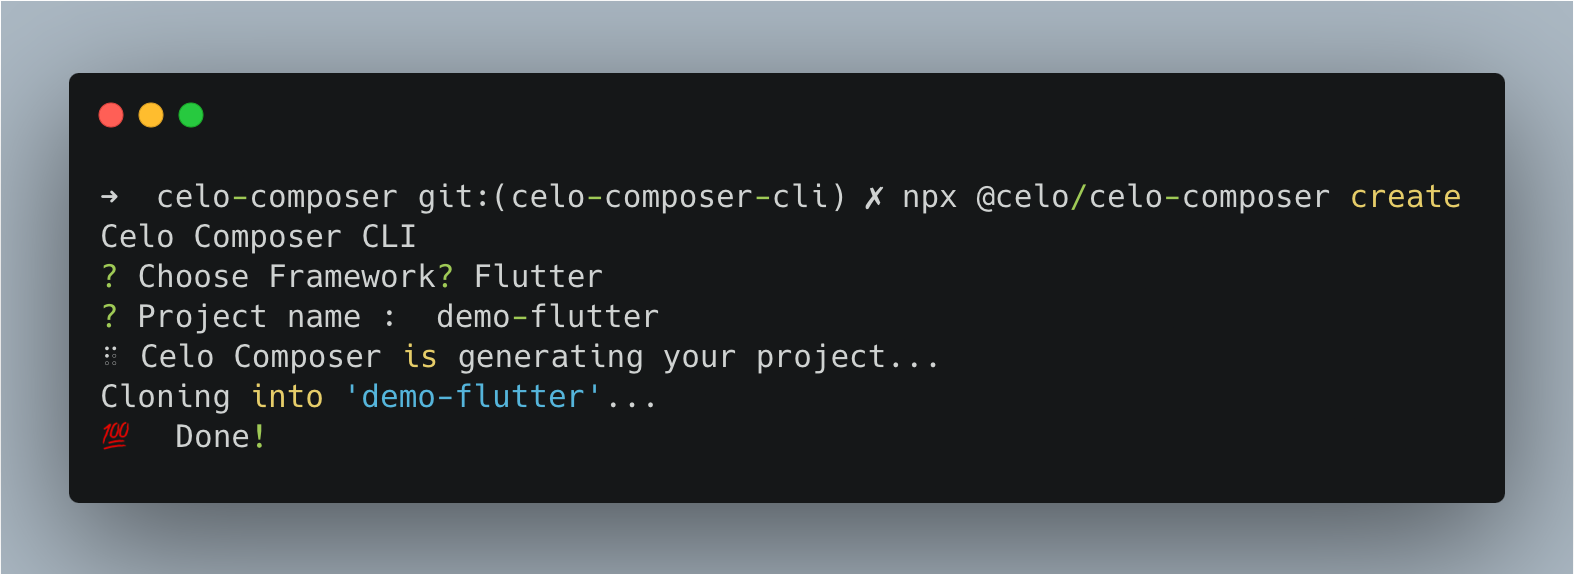 ➜  celo-composer git:(celo-composer-cli) ✗ npx @celo/celo-composer create
Celo Composer CLI
? Choose Framework? Flutter
? Project name :  demo-flutter
⠿ Celo Composer is generating your project...
Cloning into 'demo-flutter'...
💯  Done!